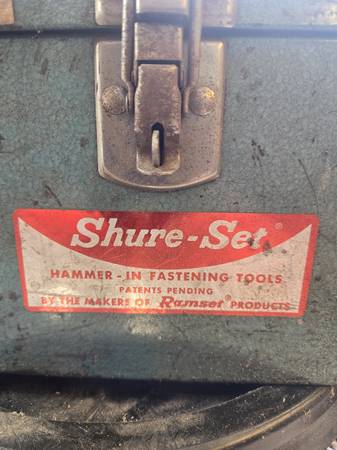 Shure-Set®
HAMMER-IN FASTENING TOOLS
PATENTS PENDING
BY THE MAKERS OF Ramset® PRODUCTS